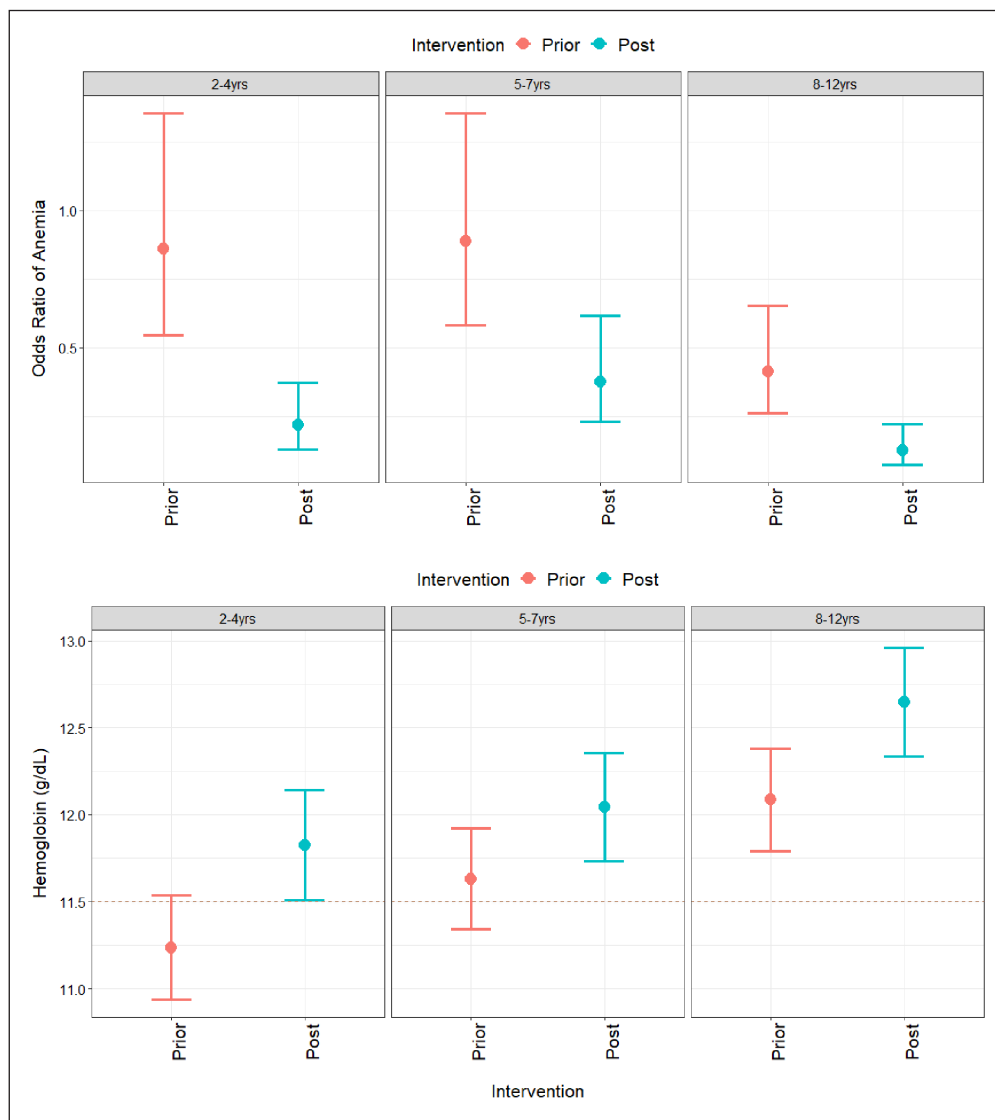 Intervention Prior Post
2-4yrs 5-7yrs 8-12yrs
Odds Ratio of Anemia
1.0
0.5
Prior Post Prior Post Prior Post
Intervention Prior Post
2-4yrs 5-7yrs 8-12yrs
Hemoglobin (g/dL)
13.0
12.5
12.0
11.5
11.0
Prior Post Prior Post Prior Post
Intervention